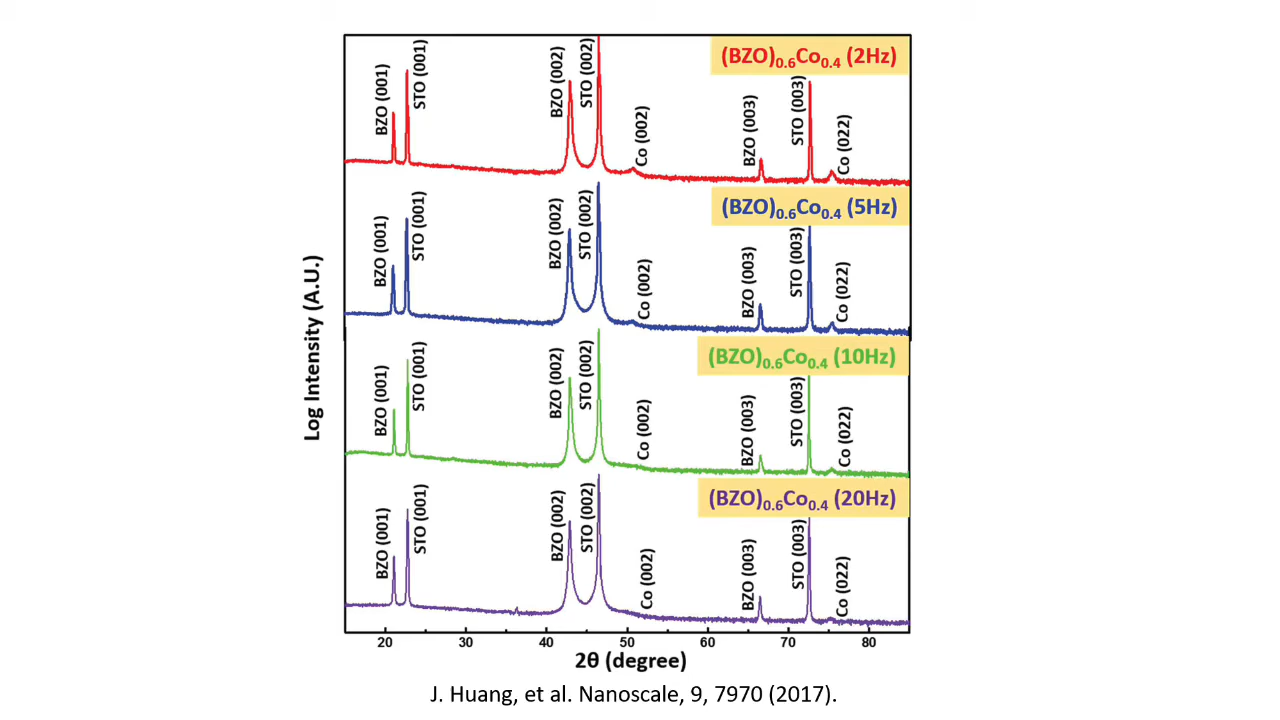 (BZO)0.6Co0.4 (2Hz)
BZO (001)
STO (001)
BZO (002)
STO (002)
Co (002)
BZO (003)
STO (003)
Co (022)
(BZO)0.6Co0.4 (5Hz)
BZO (001)
STO (001)
BZO (002)
STO (002)
Co (002)
BZO (003)
STO (003)
Co (022)
(BZO)0.6Co0.4 (10Hz)
BZO (001)
STO (001)
BZO (002)
STO (002)
Co (002)
BZO (003)
STO (003)
Co (022)
(BZO)0.6Co0.4 (20Hz)
BZO (001)
STO (001)
BZO (002)
STO (002)
Co (002)
BZO (003)
STO (003)
Co (022)
Log Intensity (A.U.)
20 30 40 50 60 70 80
2θ (degree)
J. Huang, et al. Nanoscale, 9, 7970 (2017).